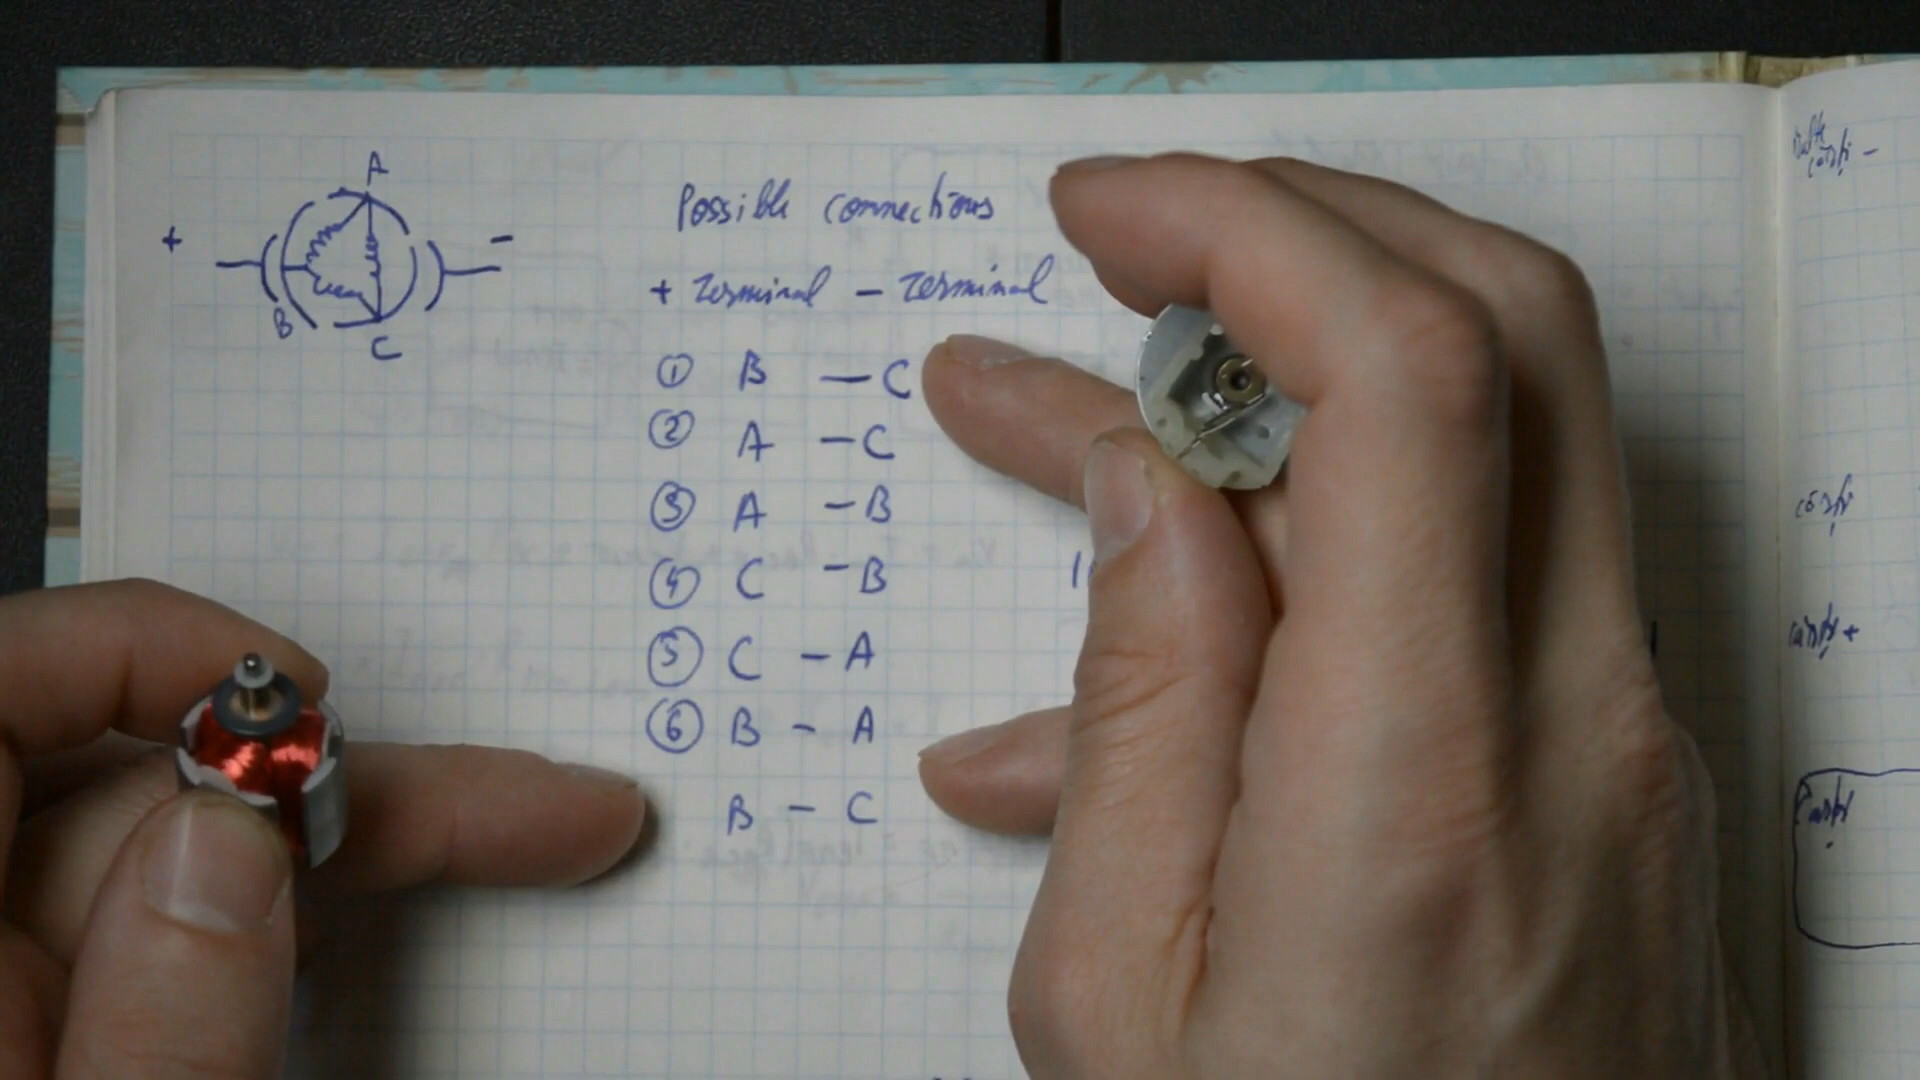 A
+ -
B
C
Possible connections
+ Terminal - Terminal
① B - C
② A - C
③ A - B
④ C - B
⑤ C - A
⑥ B - A
B - C